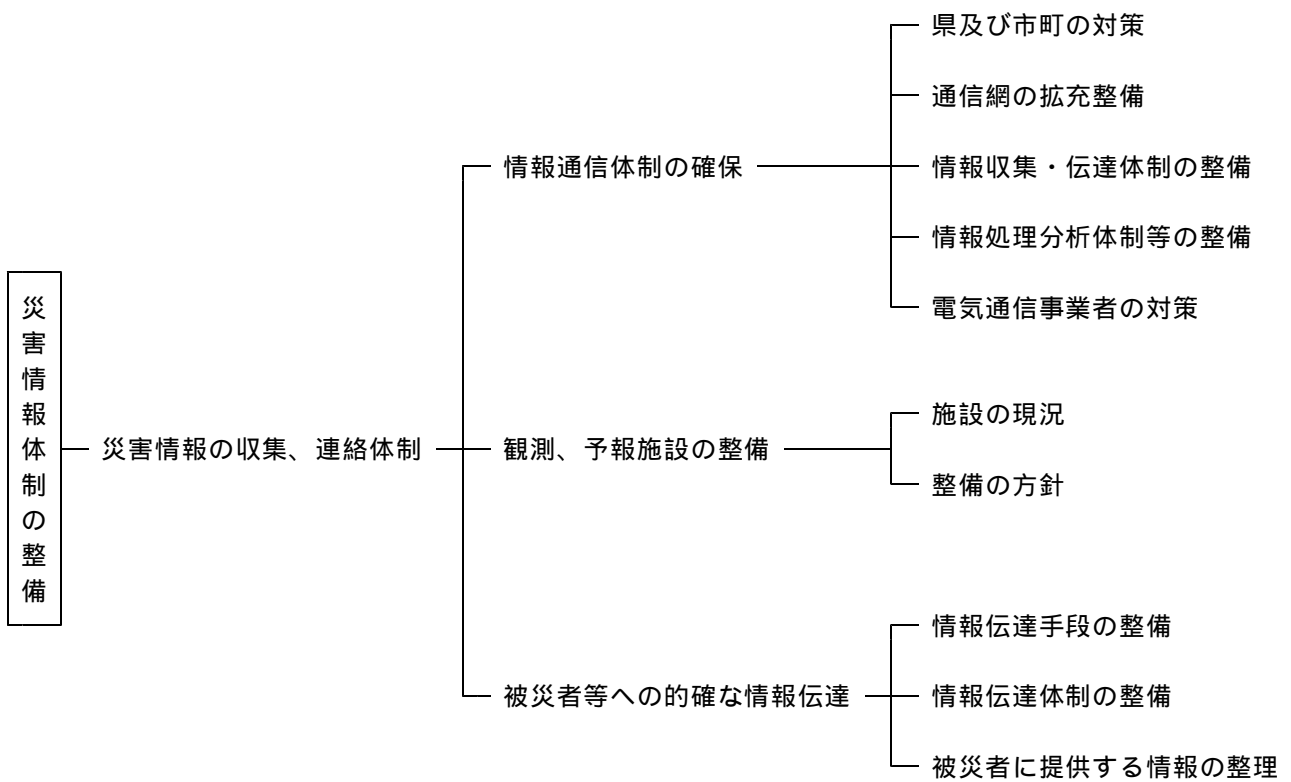 災害情報体制の整備
災害情報の収集、連絡体制
情報通信体制の確保
県及び市町の対策
通信網の拡充整備
情報収集・伝達体制の整備
情報処理分析体制等の整備
電気通信事業者の対策
観測、予報施設の整備
施設の現況
整備の方針
被災者等への的確な情報伝達
情報伝達手段の整備
情報伝達体制の整備
被災者に提供する情報の整理